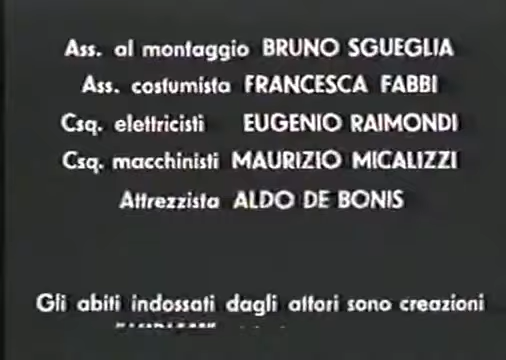 Ass. al montaggio BRUNO SGUEGLIA
Ass. costumista FRANCESCA FABBI
Csq. elettricisti EUGENIO RAIMONDI
Csq. macchinisti MAURIZIO MICALIZZI
Attrezzista ALDO DE BONIS
Gli abiti indossati dagli attori sono creazioni